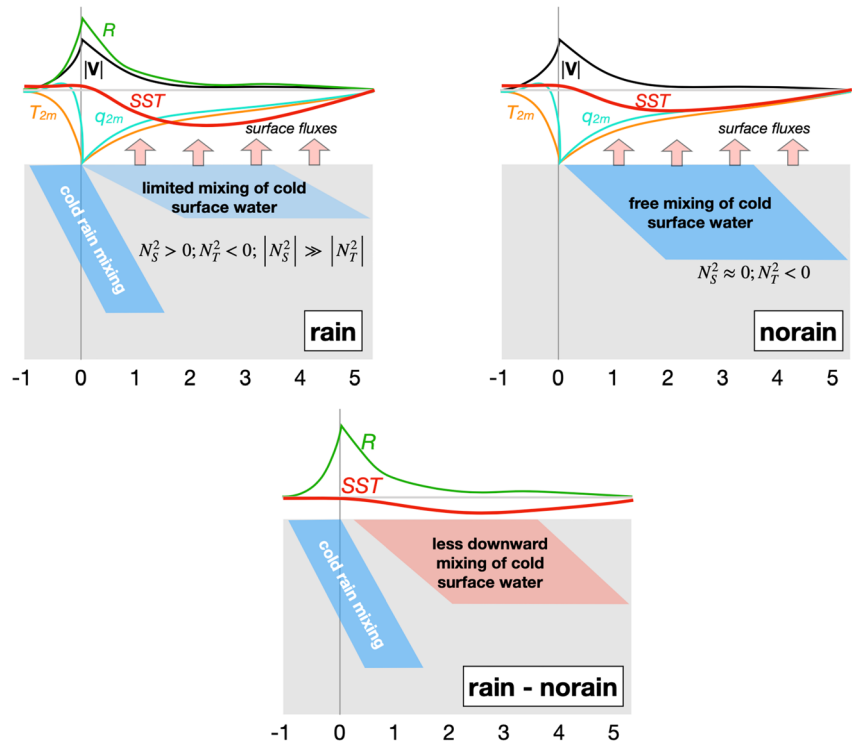 R
|V|
SST
T2m
q2m
surface fluxes
limited mixing of cold
surface water
cold rain mixing
N_S^2 > 0; N_T^2 < 0; |N_S^2| ≫ |N_T^2|
rain
-1 0 1 2 3 4 5
|V|
SST
T2m
q2m
surface fluxes
free mixing of cold
surface water
N_S^2 ≈ 0; N_T^2 < 0
norain
-1 0 1 2 3 4 5
R
SST
cold rain mixing
less downward
mixing of cold
surface water
rain - norain
-1 0 1 2 3 4 5